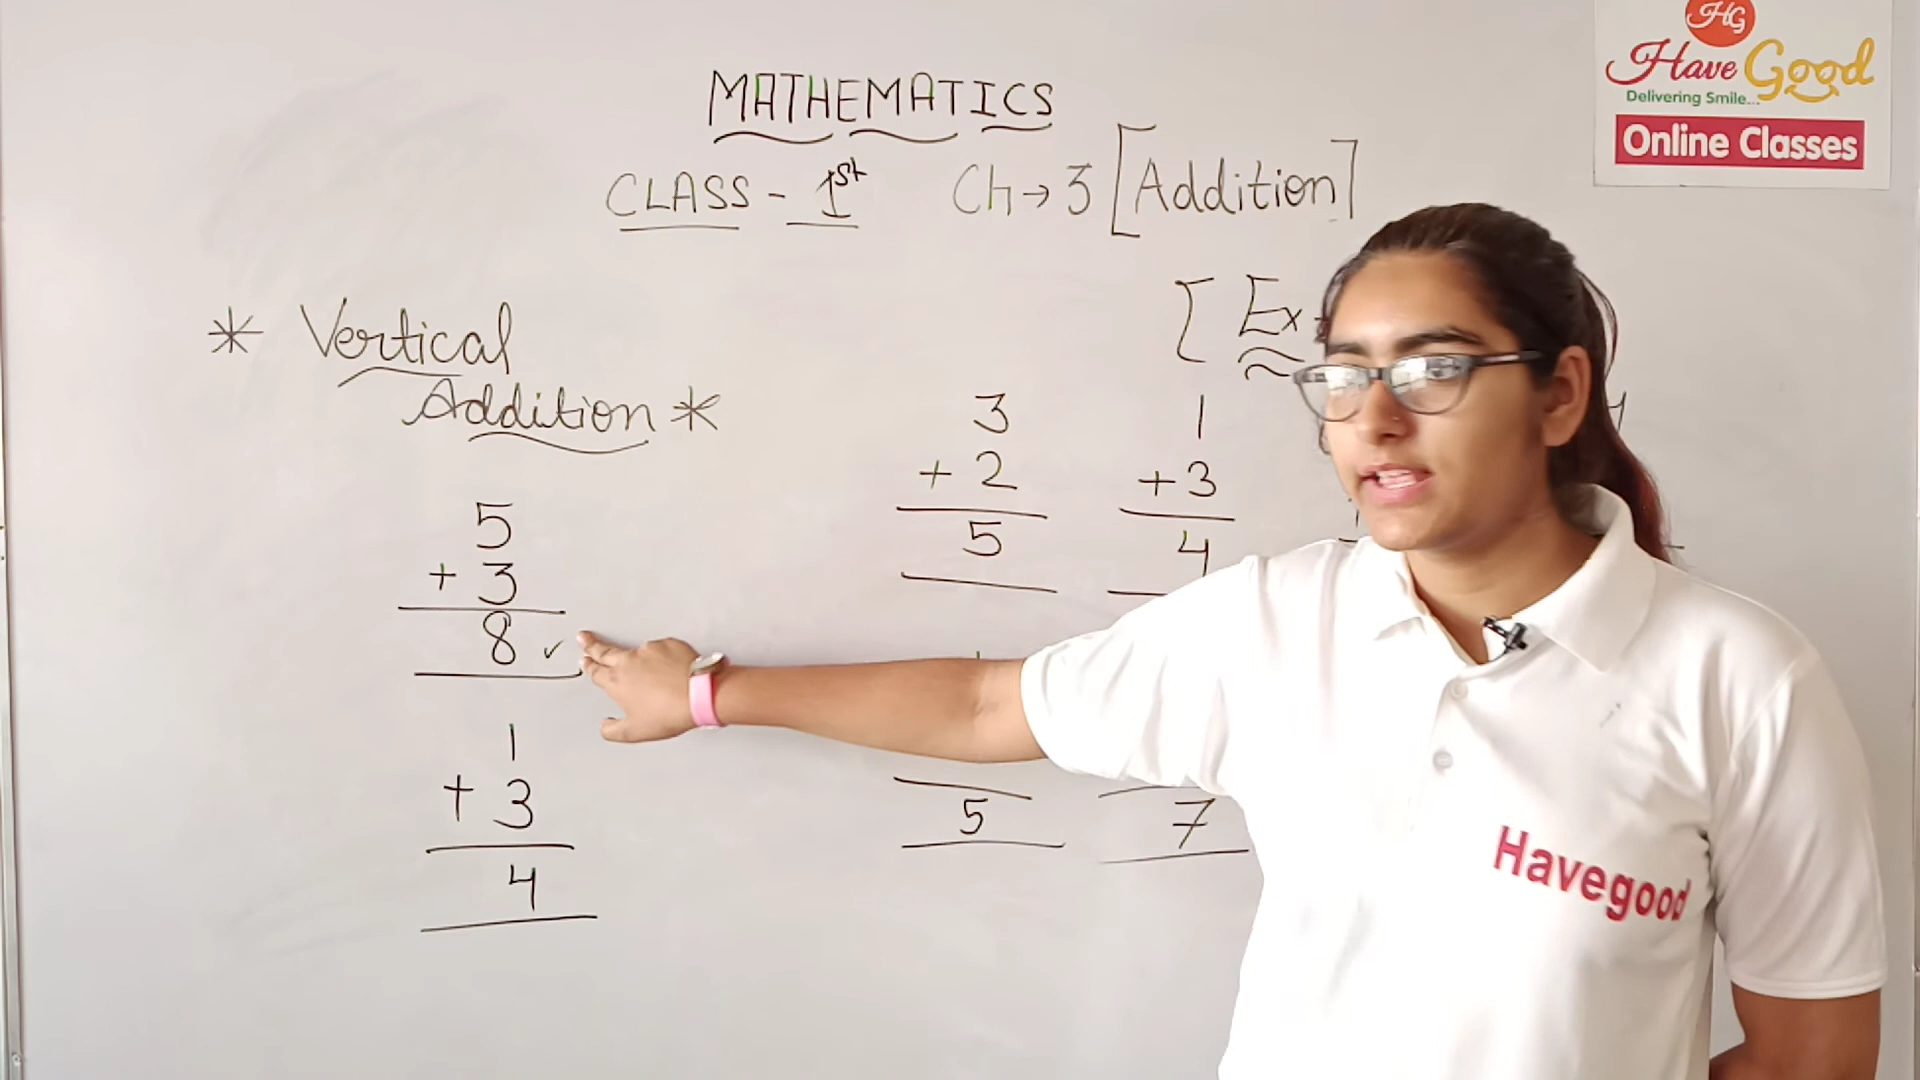 HG
Have Good
Delivering Smile...
Online Classes
MATHEMATICS
CLASS - 1st Ch → 3 [Addition]
[ Ex
* Vertical
Addition *
5
+ 3
8 ✓
1
+ 3
4
3
+ 2
5
1
+ 3
4
5
7
Havegood